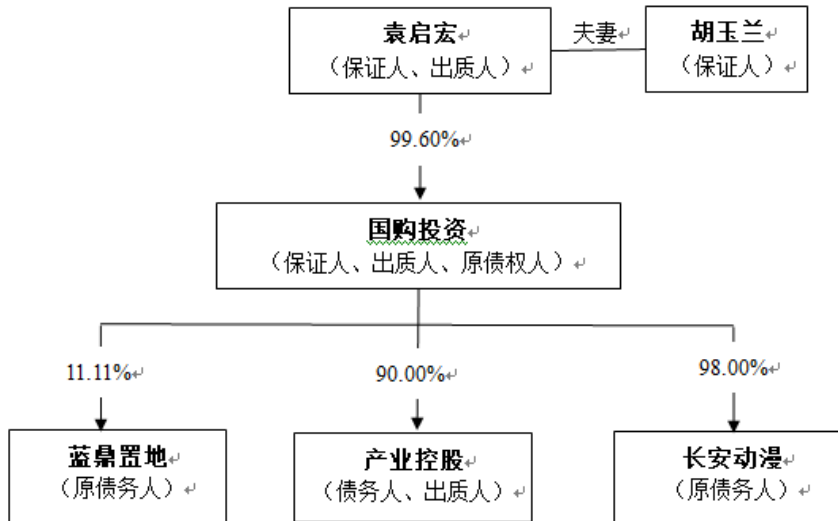 袁启宏
（保证人、出质人）
夫妻
胡玉兰
（保证人）
99.60%
国购投资
（保证人、出质人、原债权人）
11.11%
90.00%
98.00%
蓝鼎置地
（原债务人）
产业控股
（债务人、出质人）
长安动漫
（原债务人）